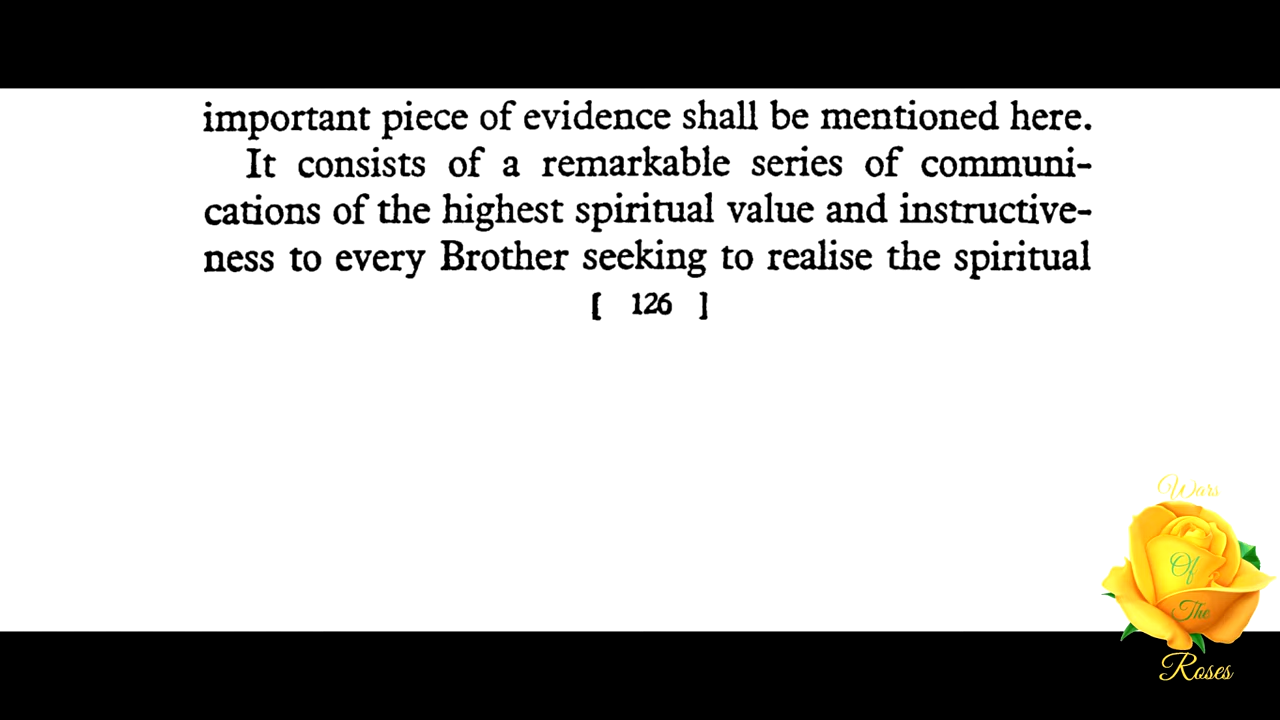 important piece of evidence shall be mentioned here.
It consists of a remarkable series of communi-
cations of the highest spiritual value and instructive-
ness to every Brother seeking to realise the spiritual
[ 126 ]
Wars
Of
The
Roses